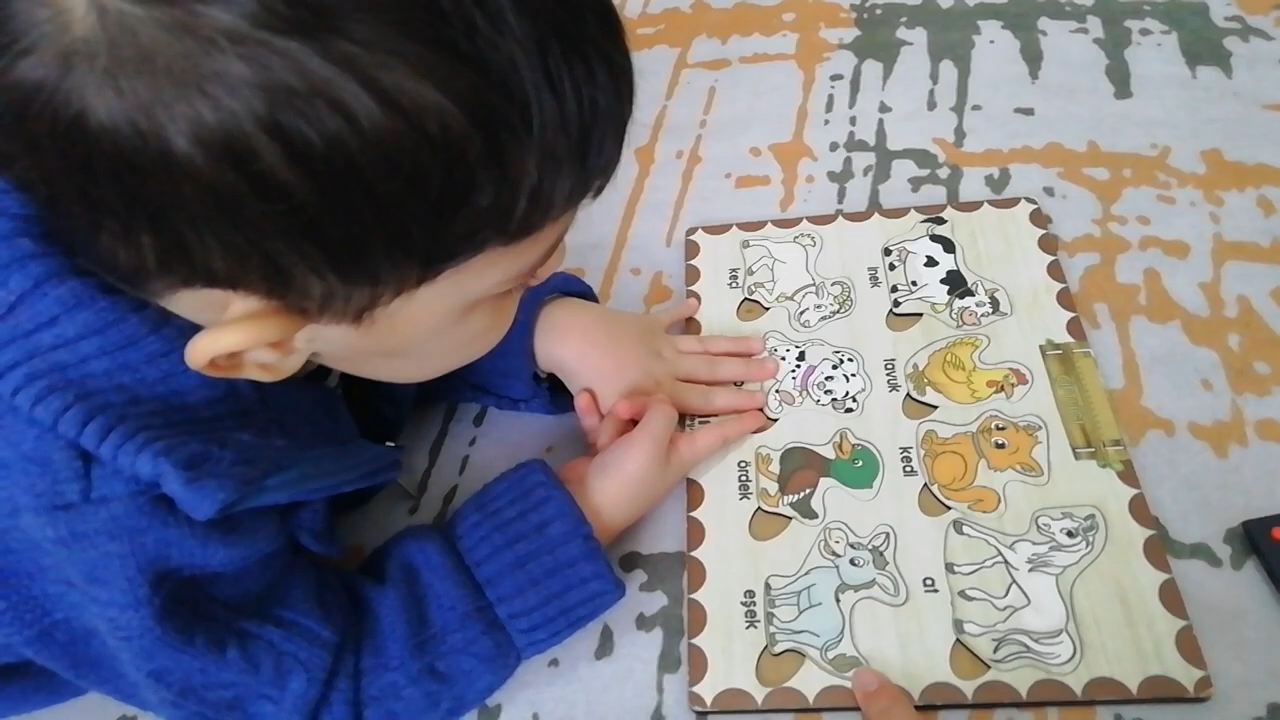 inek
tavuk
kedi
at
keçi
ördek
eşek